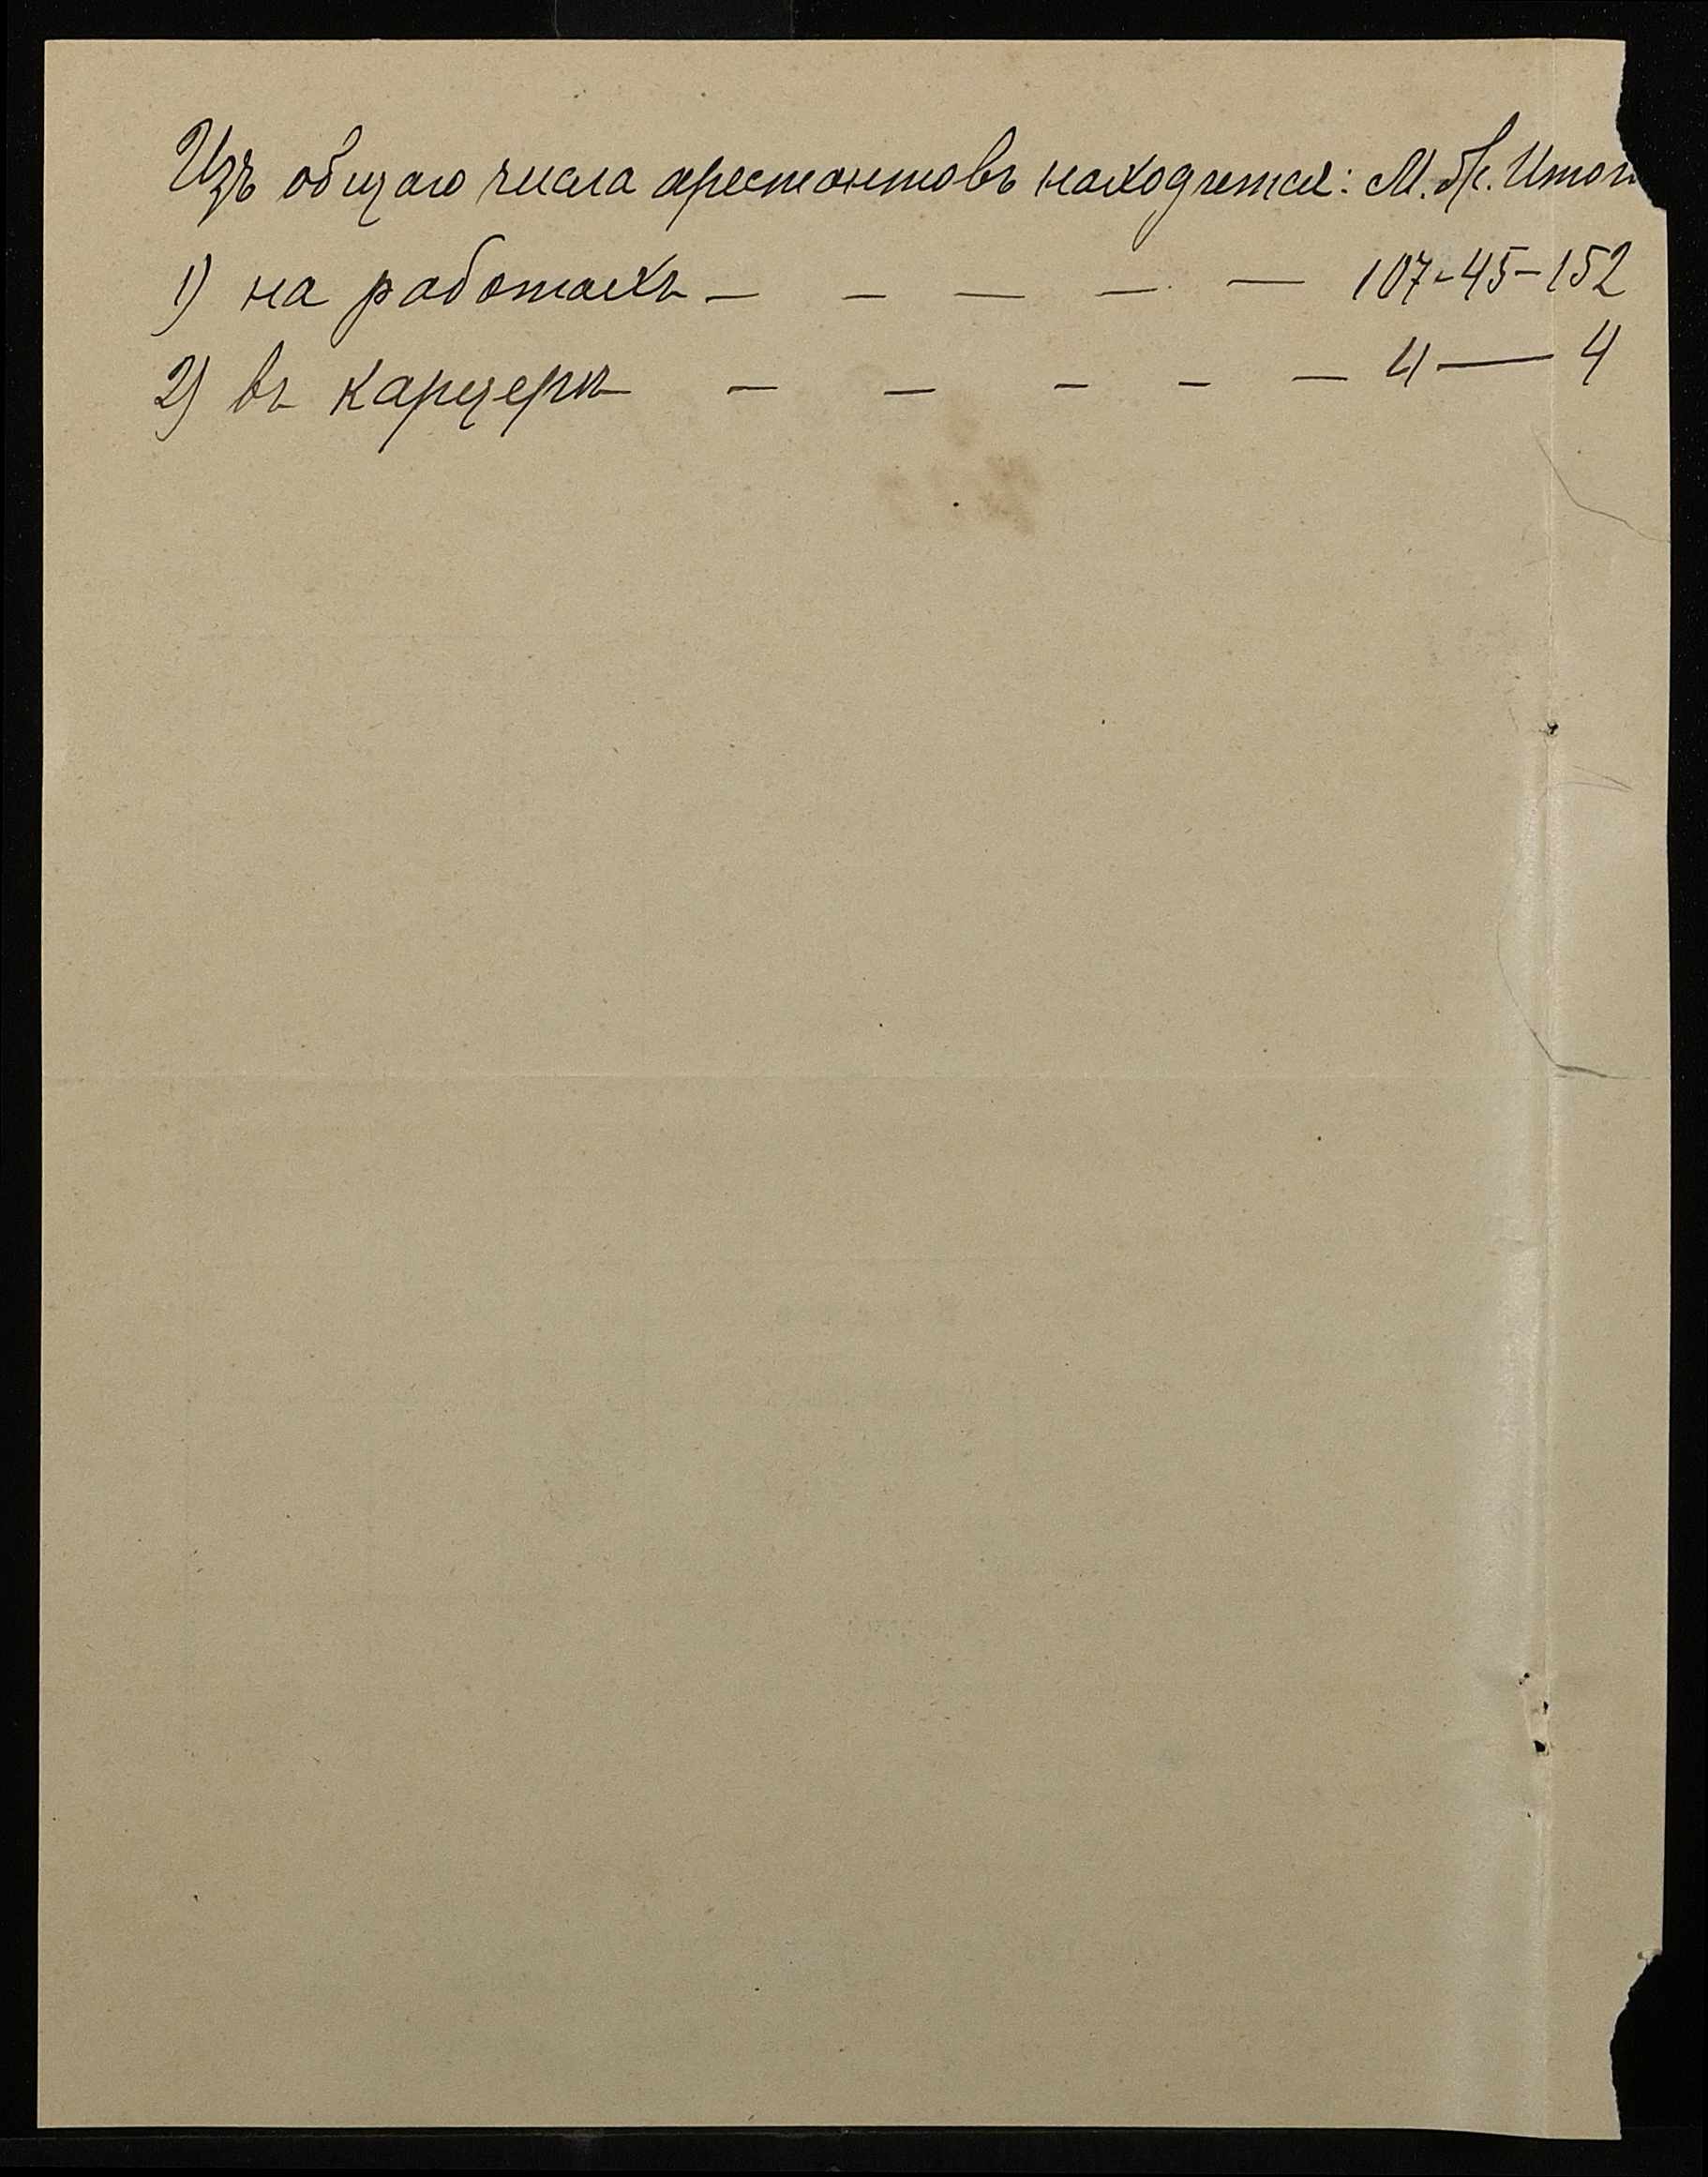 Изъ общаго числа арестантовъ находится: М. Ж. Итог
1) на работахъ — — — — — 107-45-152
2) въ карцерѣ — — — — — 4 — 4